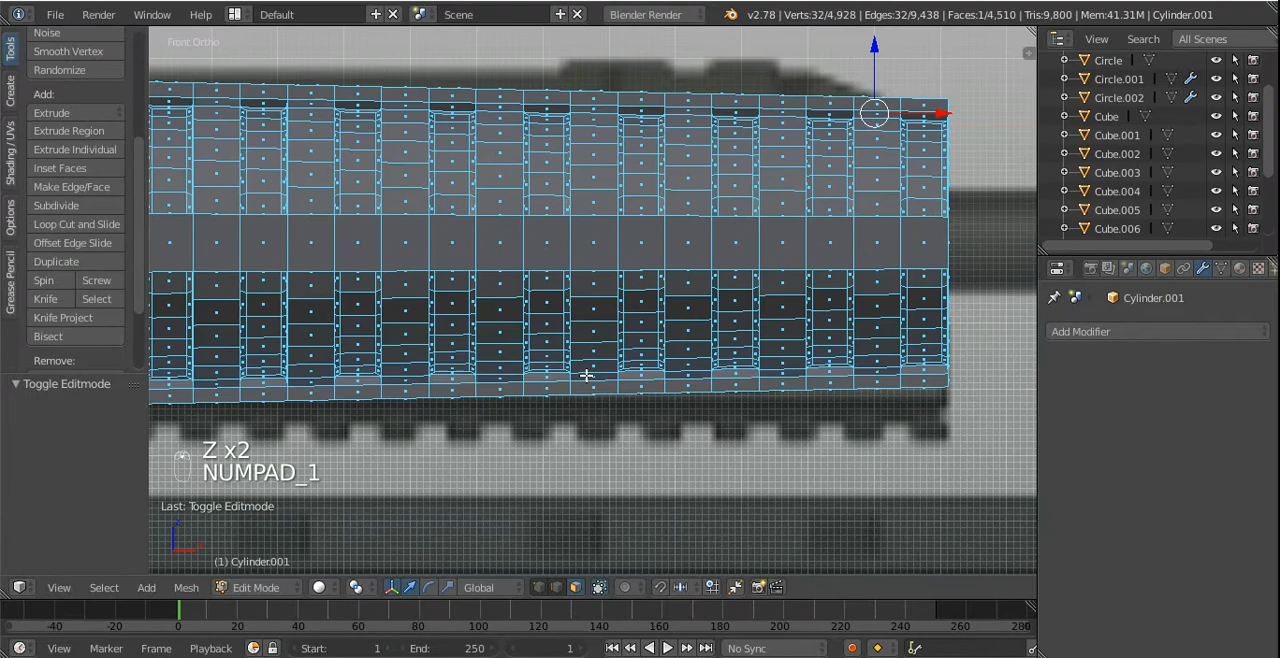 File Render Window Help Default Scene Blender Render v2.78 | Verts:32/4,928 | Edges:32/9,438 | Faces:1/4,510 | Tris:9,800 | Mem:41.31M | Cylinder.001
Tools
Create
Shading / UVs
Options
Grease Pencil
Noise
Smooth Vertex
Randomize
Add:
Extrude
Extrude Region
Extrude Individual
Inset Faces
Make Edge/Face
Subdivide
Loop Cut and Slide
Offset Edge Slide
Duplicate
Spin Screw
Knife Select
Knife Project
Bisect
Remove:
Toggle Editmode
Front Ortho
Z x2
NUMPAD_1
Last: Toggle Editmode
(1) Cylinder.001
View Select Add Mesh Edit Mode Global
View Search All Scenes
Circle
Circle.001
Circle.002
Cube
Cube.001
Cube.002
Cube.003
Cube.004
Cube.005
Cube.006
Cylinder.001
Add Modifier
-40 -20 0 20 40 60 80 100 120 140 160 180 200 220 240 260 280
View Marker Frame Playback Start: 1 End: 250 1 No Sync